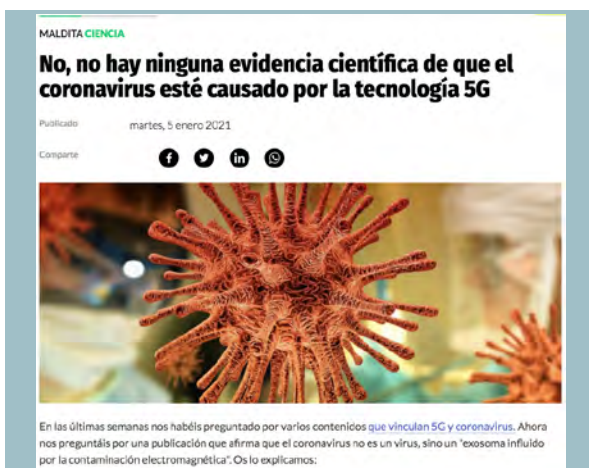 MALDITA CIENCIA
No, no hay ninguna evidencia científica de que el
coronavirus esté causado por la tecnología 5G
Publicado martes, 5 enero 2021
Comparte
En las últimas semanas nos habéis preguntado por varios contenidos que vinculan 5G y coronavirus. Ahora
nos preguntáis por una publicación que afirma que el coronavirus no es un virus, sino un "exosoma influido
por la contaminación electromagnética". Os lo explicamos: